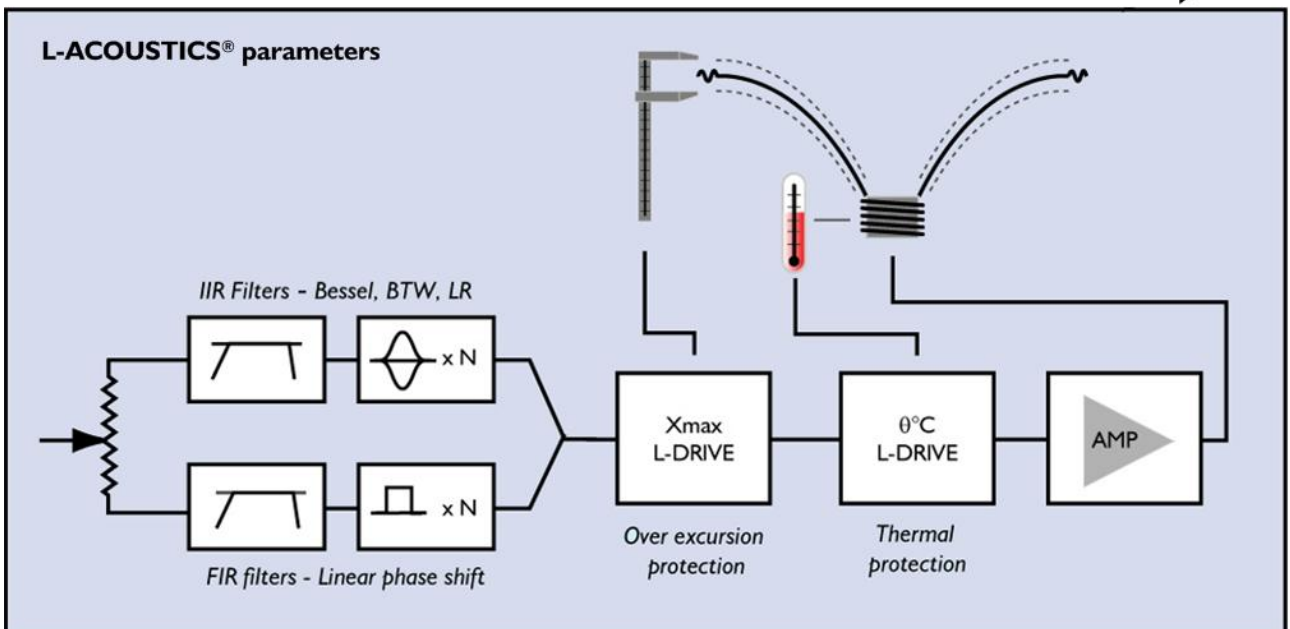 L-ACOUSTICS® parameters
IIR Filters - Bessel, BTW, LR
x N
FIR filters - Linear phase shift
x N
Xmax
L-DRIVE
Over excursion
protection
θ°C
L-DRIVE
Thermal
protection
AMP